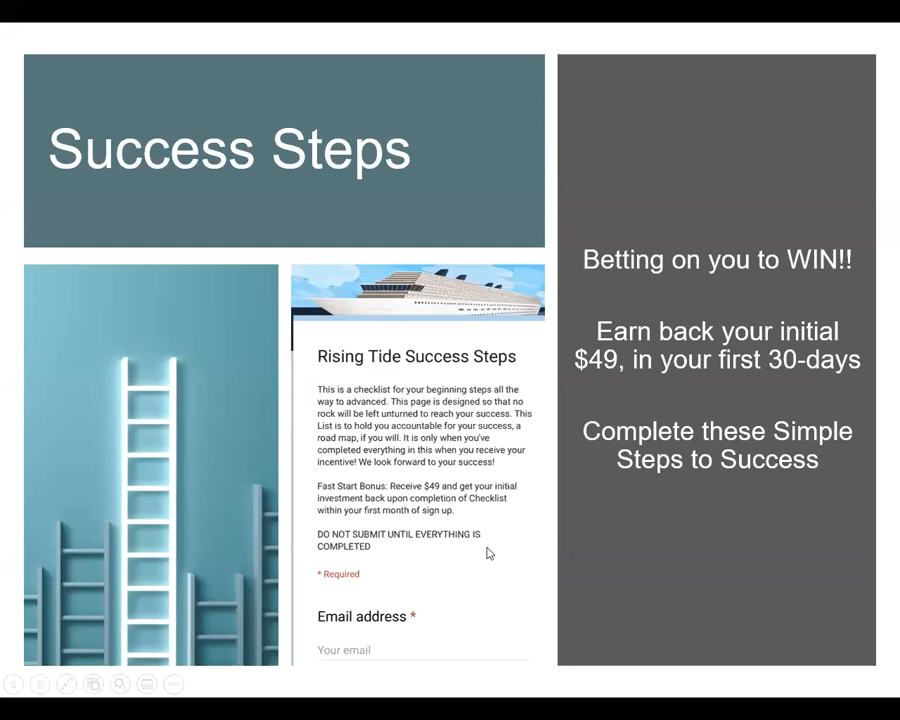 Success Steps
Rising Tide Success Steps
This is a checklist for your beginning steps all the
way to advanced. This page is designed so that no
rock will be left unturned to reach your success. This
List is to hold you accountable for your success, a
road map, if you will. It is only when you've
completed everything in this when you receive your
incentive! We look forward to your success!
Fast Start Bonus: Receive $49 and get your initial
investment back upon completion of Checklist
within your first month of sign up.
DO NOT SUBMIT UNTIL EVERYTHING IS
COMPLETED
* Required
Email address *
Your email
Betting on you to WIN!!
Earn back your initial
$49, in your first 30-days
Complete these Simple
Steps to Success